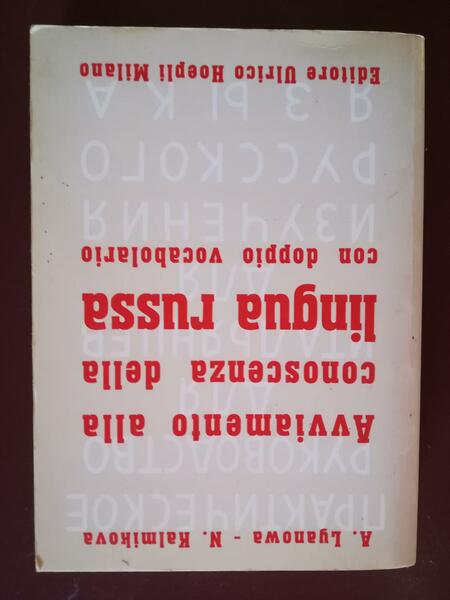 A. Lyanowa - N. Kalmikova
ПРАКТИЧЕСКОЕ
РУКОВОДСТВО
Avviamento alla
ДЛЯ
conoscenza della
ИТАЛЬЯНЦЕВ
lingua russa
ДЛЯ
con doppio vocabolario
ИЗУЧЕНИЯ
РУССКОГО
ЯЗЫКА
Editore Ulrico Hoepli Milano